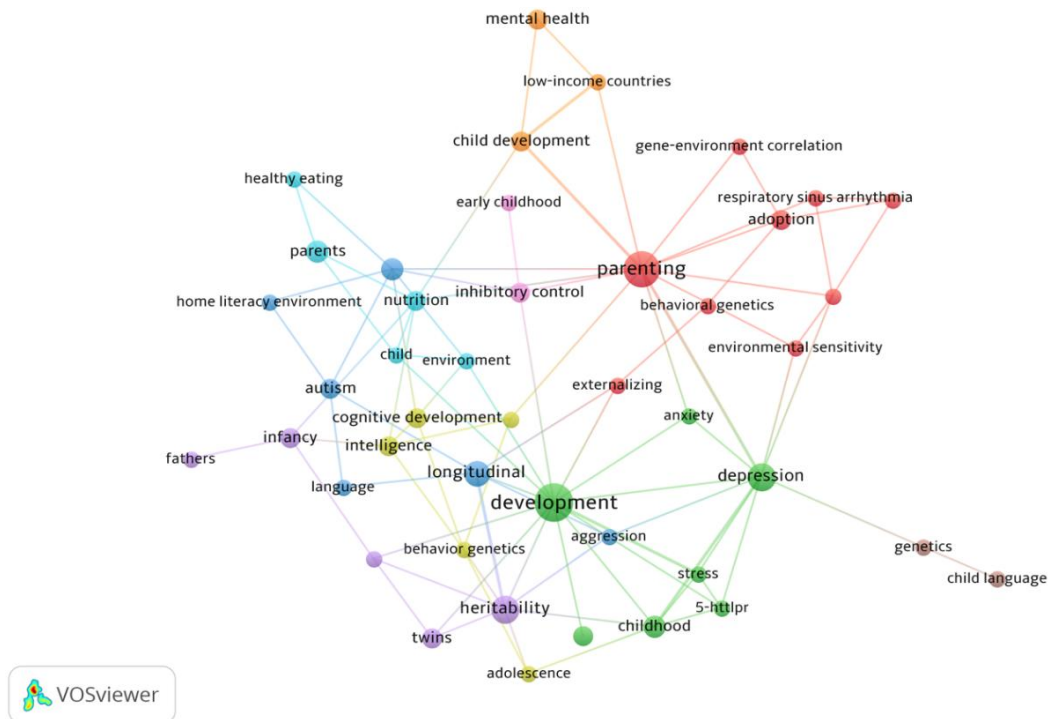 mental health
low-income countries
child development
gene-environment correlation
healthy eating
early childhood
respiratory sinus arrhythmia
adoption
parents
parenting
home literacy environment
nutrition
inhibitory control
behavioral genetics
child
environment
environmental sensitivity
autism
externalizing
cognitive development
anxiety
infancy
intelligence
fathers
longitudinal
depression
language
development
behavior genetics
aggression
genetics
stress
child language
heritability
5-httlpr
twins
childhood
adolescence
VOSviewer